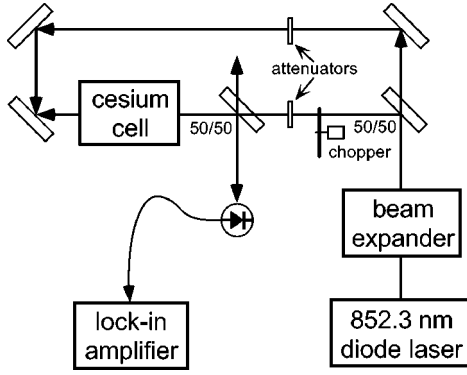 attenuators
cesium
cell
50/50
50/50
chopper
beam
expander
lock-in
amplifier
852.3 nm
diode laser